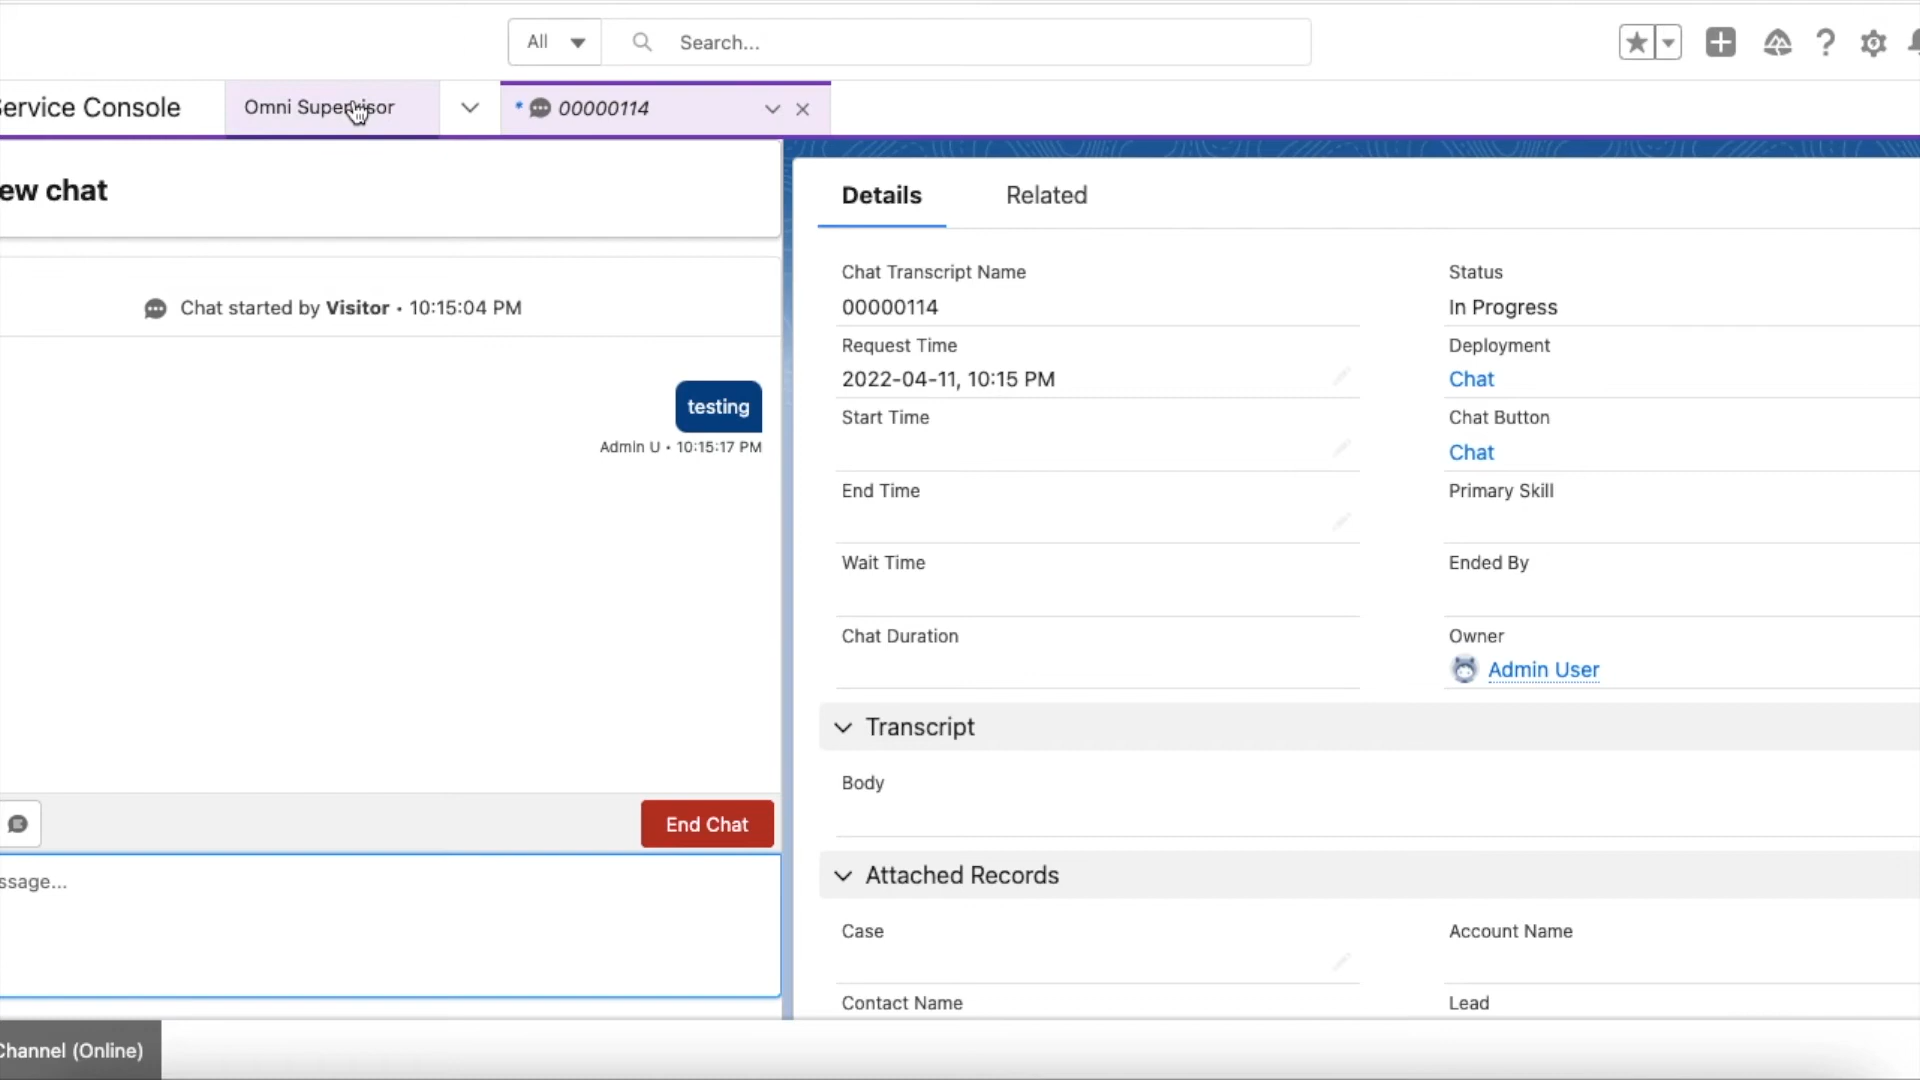 All
Search...
ervice Console
Omni Supervisor
* 00000114
ew chat
Details
Related
Chat started by Visitor • 10:15:04 PM
testing
Admin U • 10:15:17 PM
End Chat
ssage...
Channel (Online)
Chat Transcript Name
00000114
Status
In Progress
Request Time
2022-04-11, 10:15 PM
Deployment
Chat
Start Time
Chat Button
Chat
End Time
Primary Skill
Wait Time
Ended By
Chat Duration
Owner
Admin User
Transcript
Body
Attached Records
Case
Account Name
Contact Name
Lead